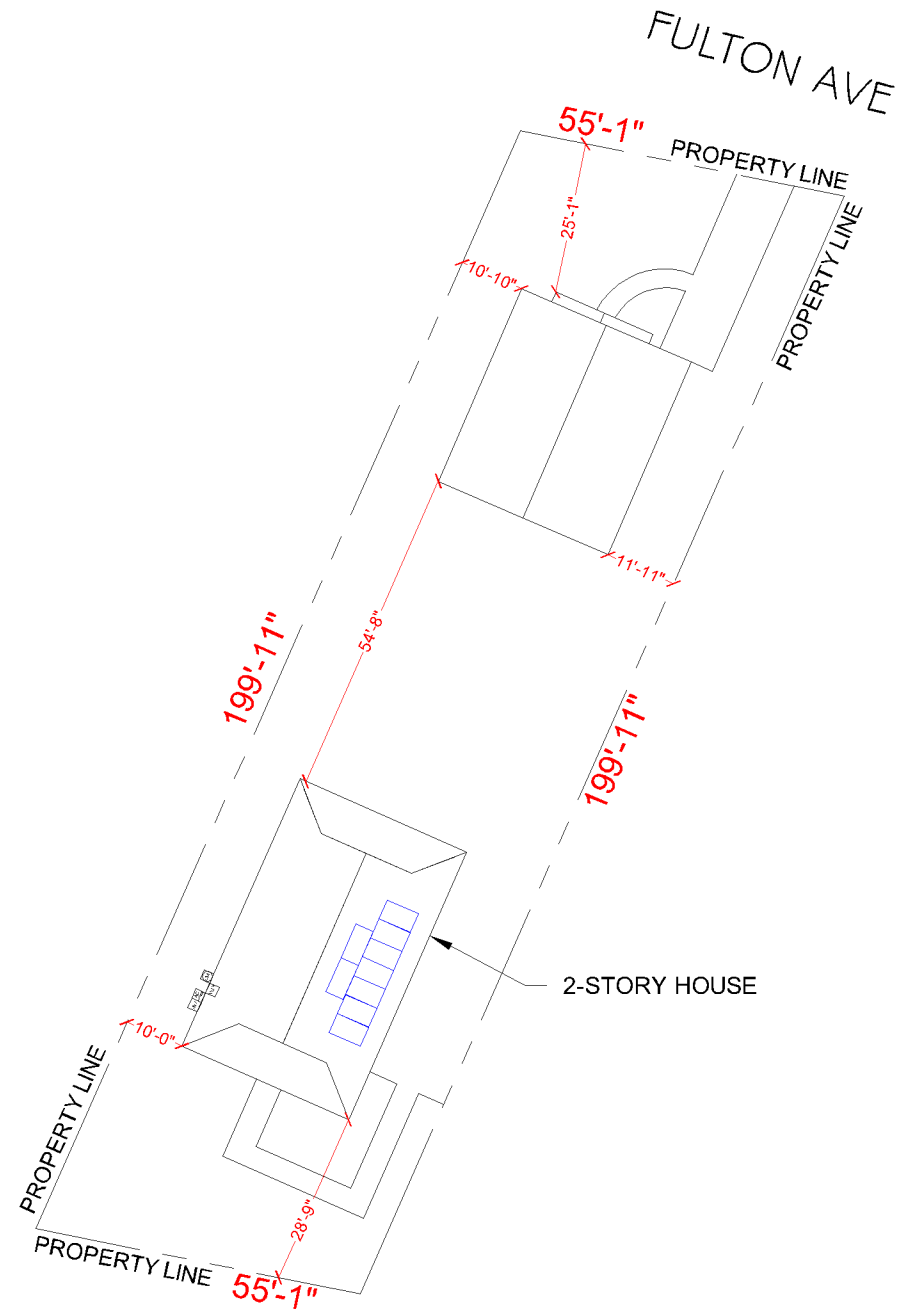 FULTON AVE
55'-1"
PROPERTY LINE
PROPERTY LINE
25'-1"
10'-10"
11'-11"
54'-8"
199'-11"
199'-11"
2-STORY HOUSE
10'-0"
PROPERTY LINE
28'-9"
PROPERTY LINE
55'-1"